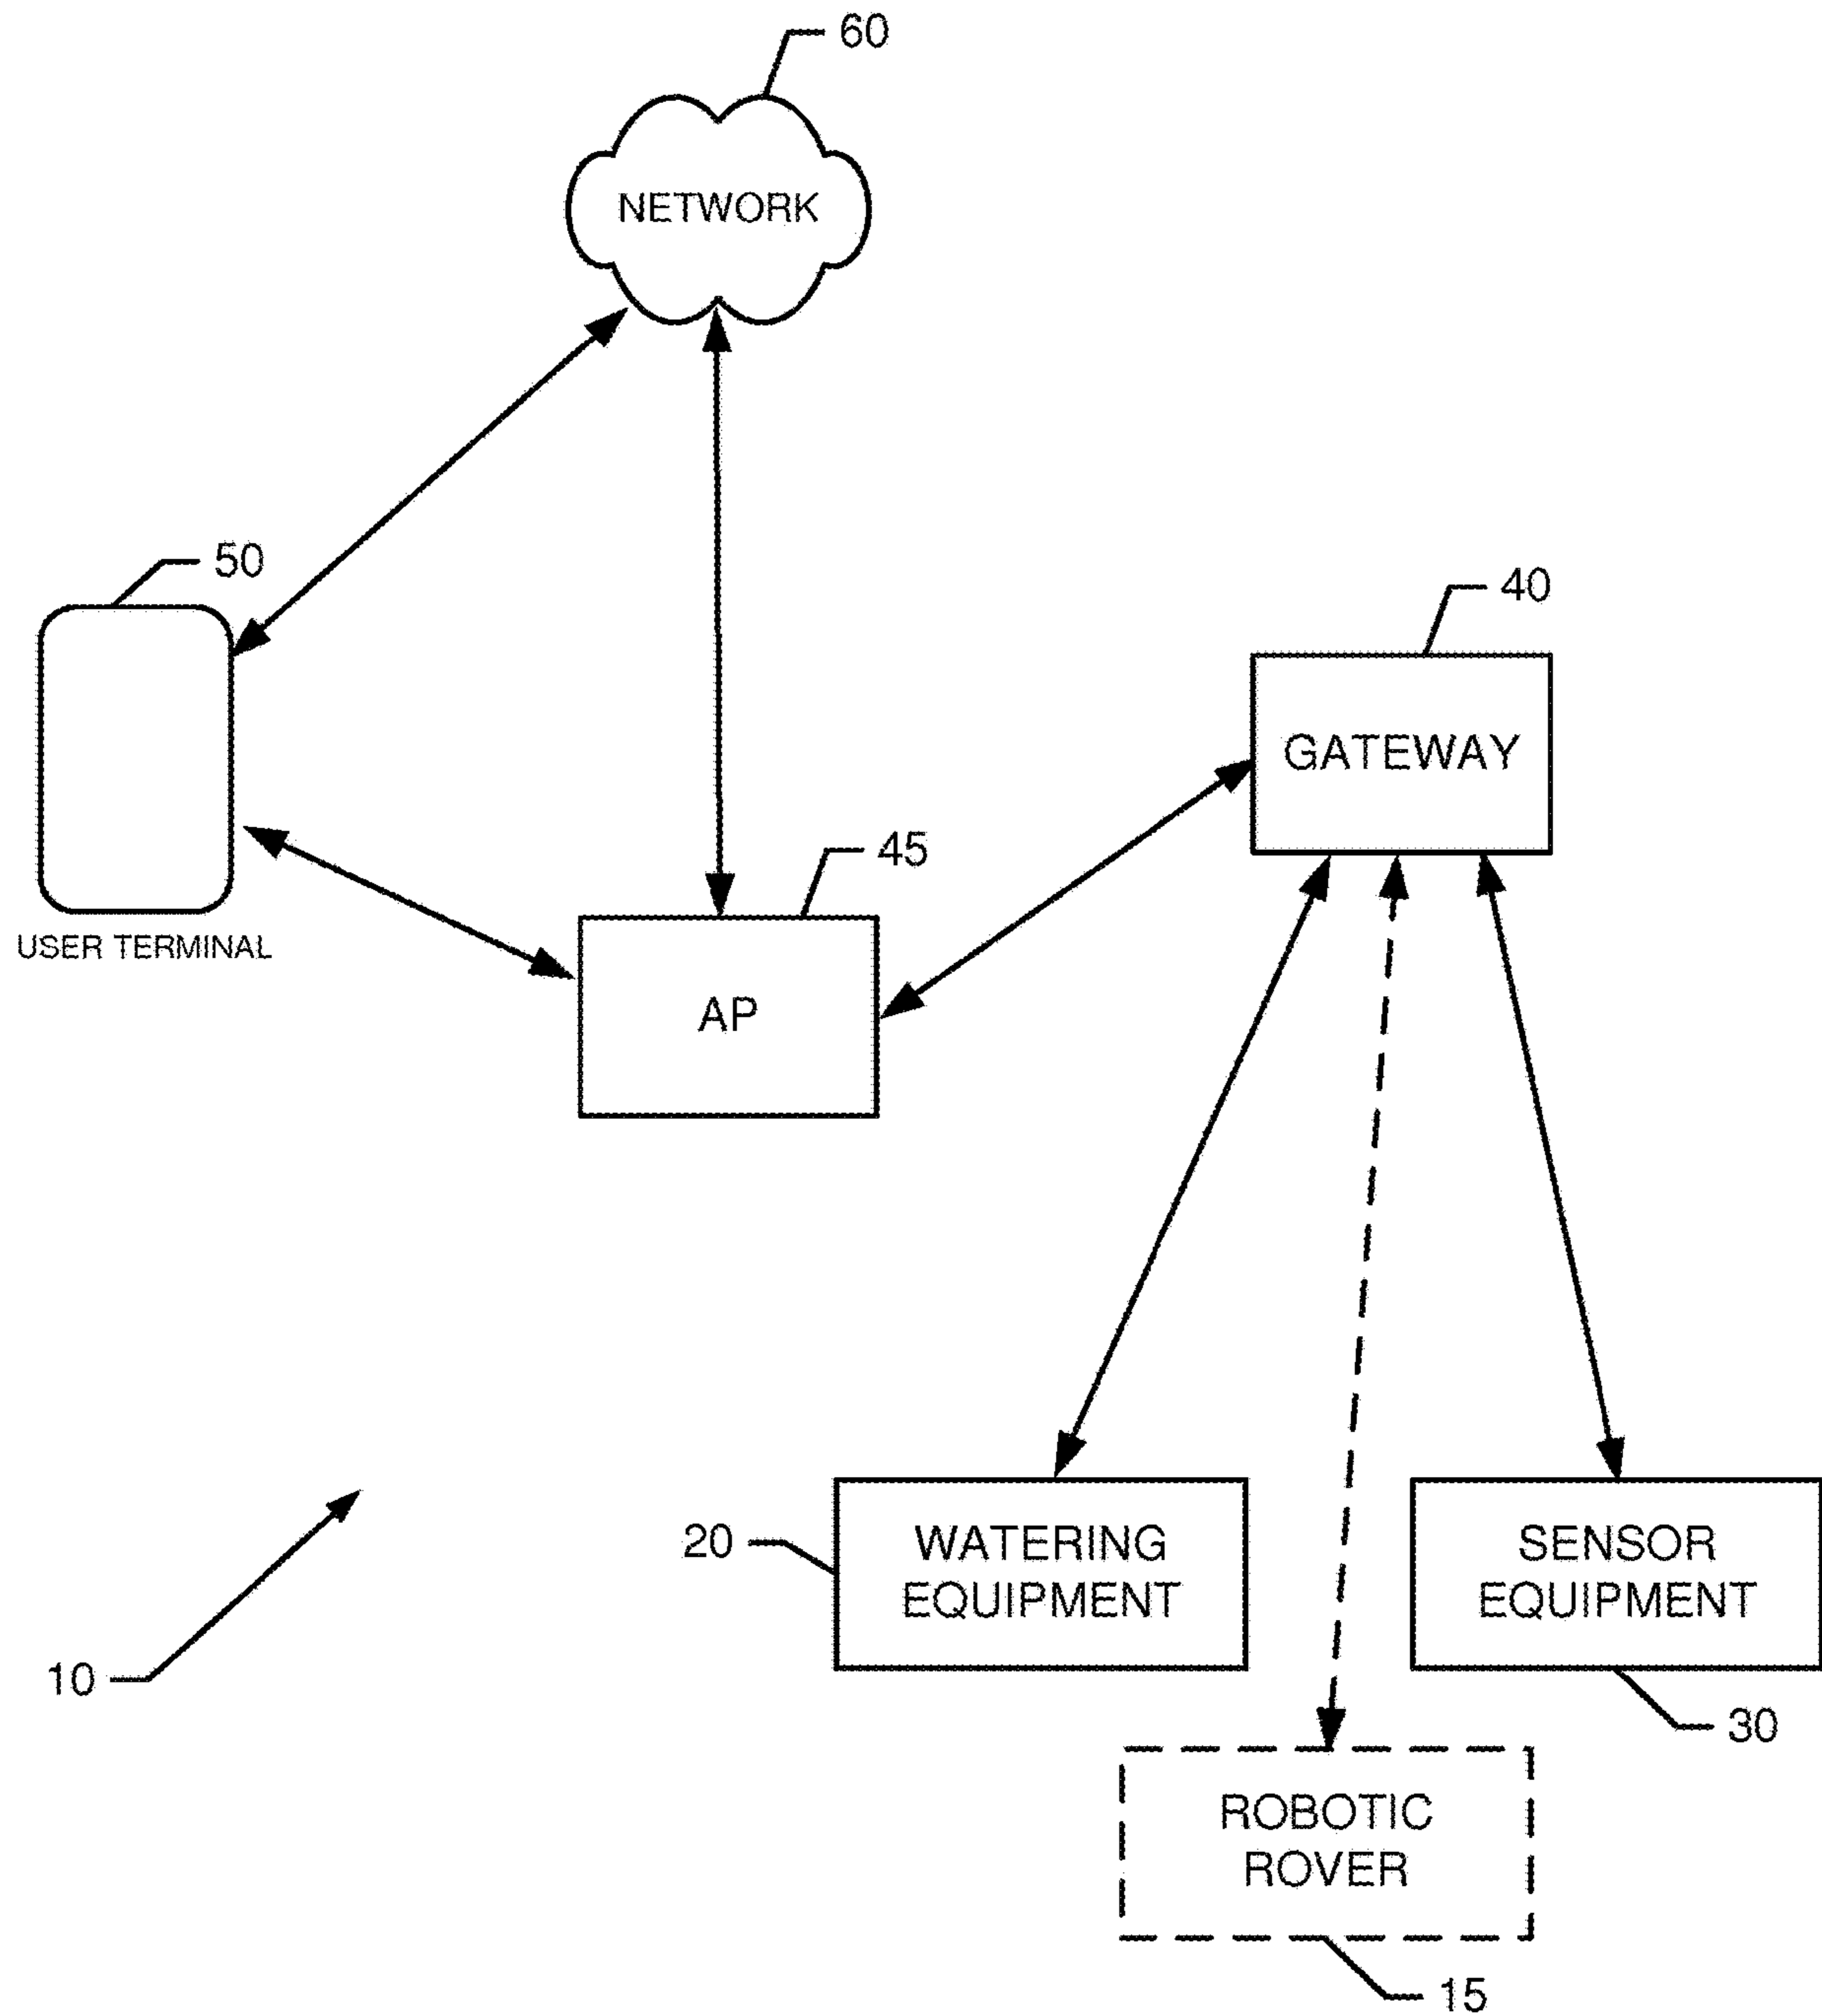 60
NETWORK
50
40
GATEWAY
45
USER TERMINAL
AP
20
WATERING
EQUIPMENT
SENSOR
EQUIPMENT
10
30
ROBOTIC
ROVER
15